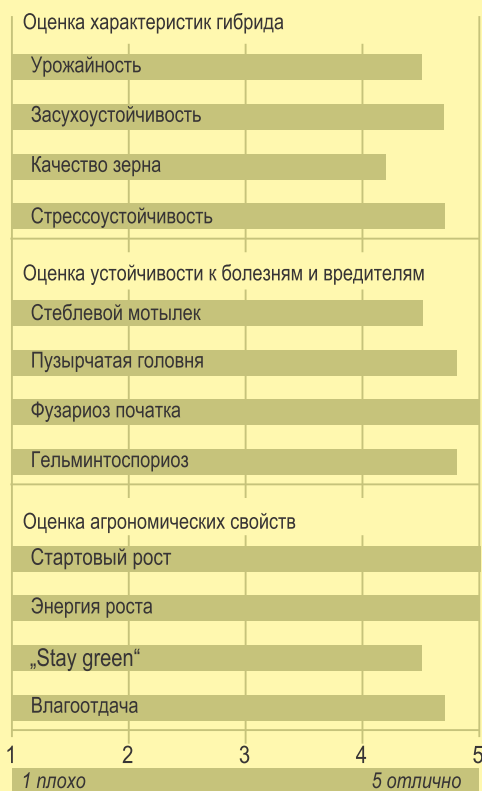 Оценка характеристик гибрида
Урожайность
Засухоустойчивость
Качество зерна
Стрессоустойчивость
Оценка устойчивости к болезням и вредителям
Стеблевой мотылек
Пузырчатая головня
Фузариоз початка
Гельминтоспориоз
Оценка агрономических свойств
Стартовый рост
Энергия роста
„Stay green“
Влагоотдача
1 2 3 4 5
1 плохо 5 отлично